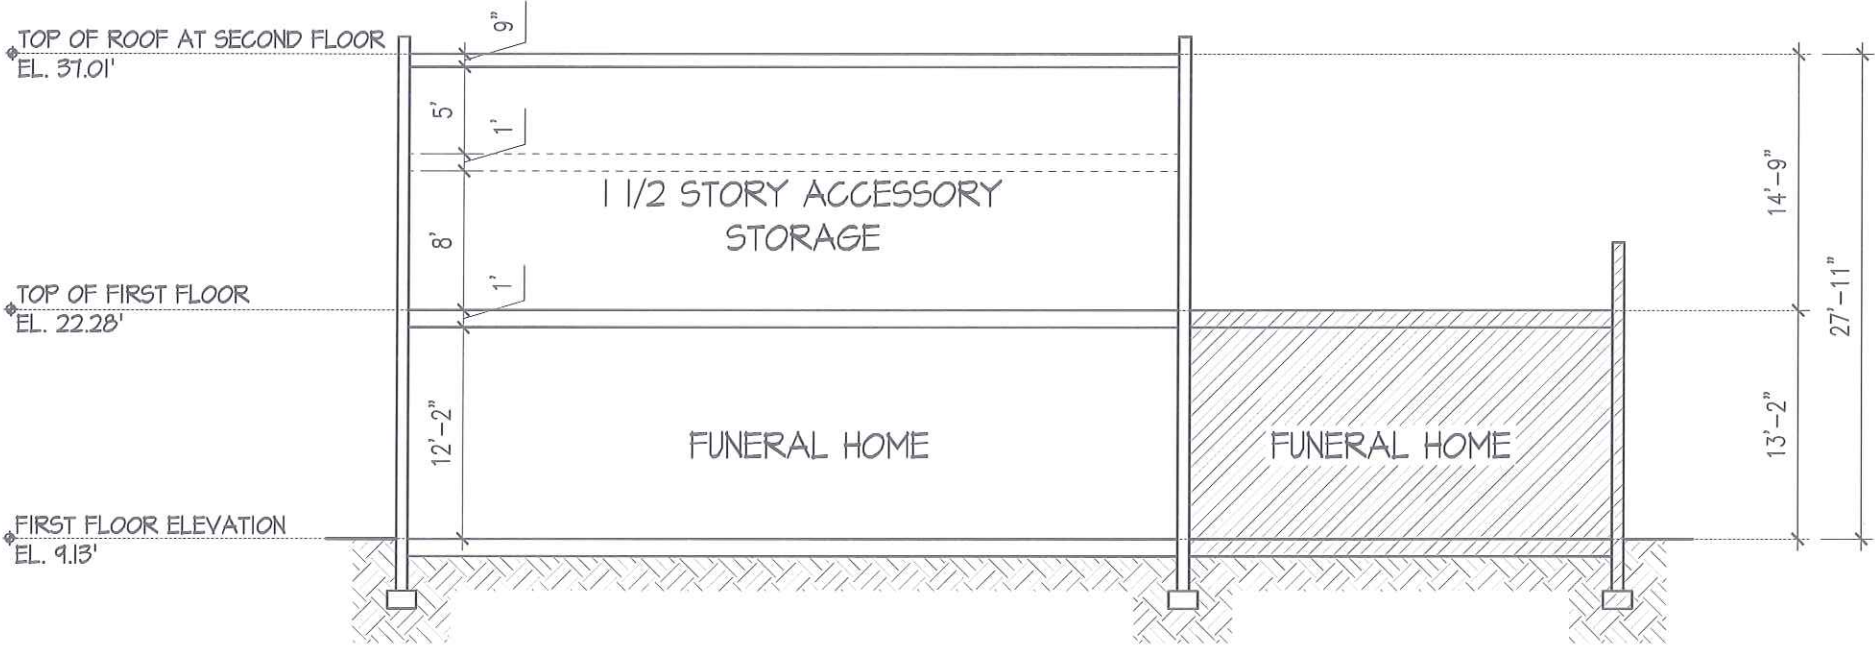 TOP OF ROOF AT SECOND FLOOR
EL. 37.01'
9"
5'
1'
1 1/2 STORY ACCESSORY
STORAGE
8'
14'-9"
1'
TOP OF FIRST FLOOR
EL. 22.28'
27'-11"
12'-2"
FUNERAL HOME
FUNERAL HOME
13'-2"
FIRST FLOOR ELEVATION
EL. 9.13'